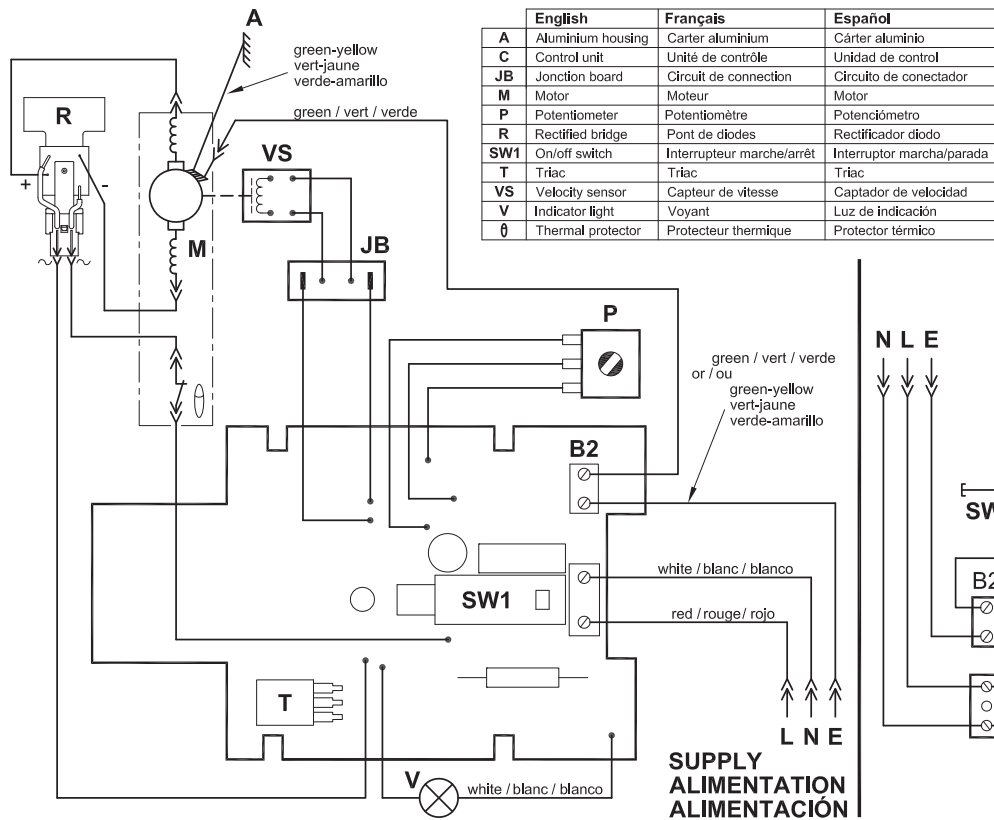 English Français Español
A Aluminium housing Carter aluminium Cárter aluminio
C Control unit Unité de contrôle Unidad de control
JB Jonction board Circuit de connection Circuito de conectador
M Motor Moteur Motor
P Potentiometer Potentiomètre Potenciómetro
R Rectified bridge Pont de diodes Rectificador diodo
SW1 On/off switch Interrupteur marche/arrêt Interruptor marcha/parada
T Triac Triac Triac
VS Velocity sensor Capteur de vitesse Captador de velocidad
V Indicator light Voyant Luz de indicación
θ Thermal protector Protecteur thermique Protector térmico
A
green-yellow
vert-jaune
verde-amarillo
R
green / vert / verde
VS
+ -
M
JB
P
green / vert / verde
or / ou
green-yellow
vert-jaune
verde-amarillo
B2
white / blanc / blanco
SW1
red / rouge / rojo
T
L N E
V
white / blanc / blanco
SUPPLY
ALIMENTATION
ALIMENTACIÓN
N L E
SW
B2